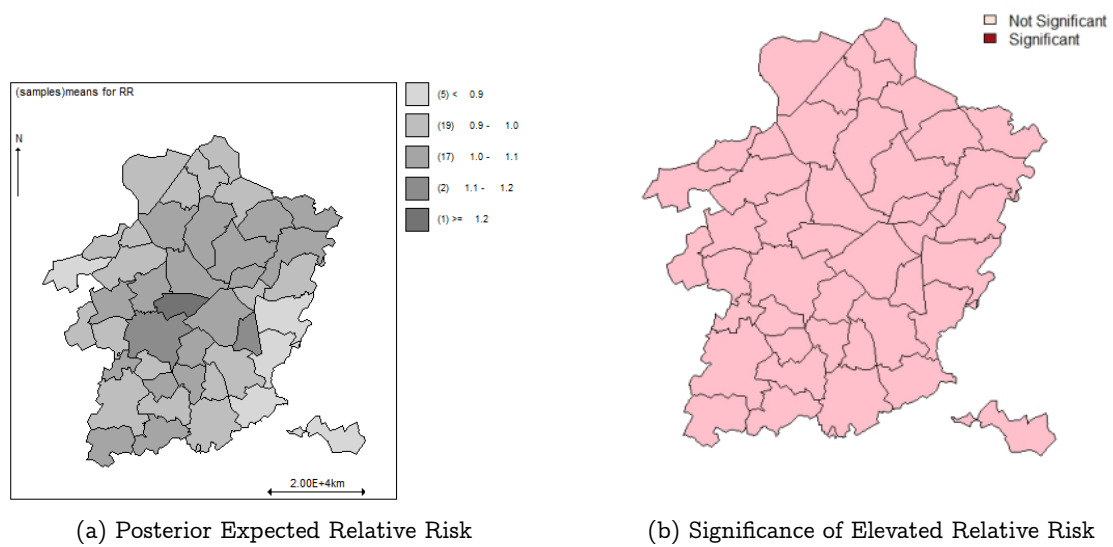 (samples)means for RR
N
(5) < 0.9
(19) 0.9 - 1.0
(17) 1.0 - 1.1
(2) 1.1 - 1.2
(1) >= 1.2
2.00E+4km
(a) Posterior Expected Relative Risk
Not Significant
Significant
(b) Significance of Elevated Relative Risk